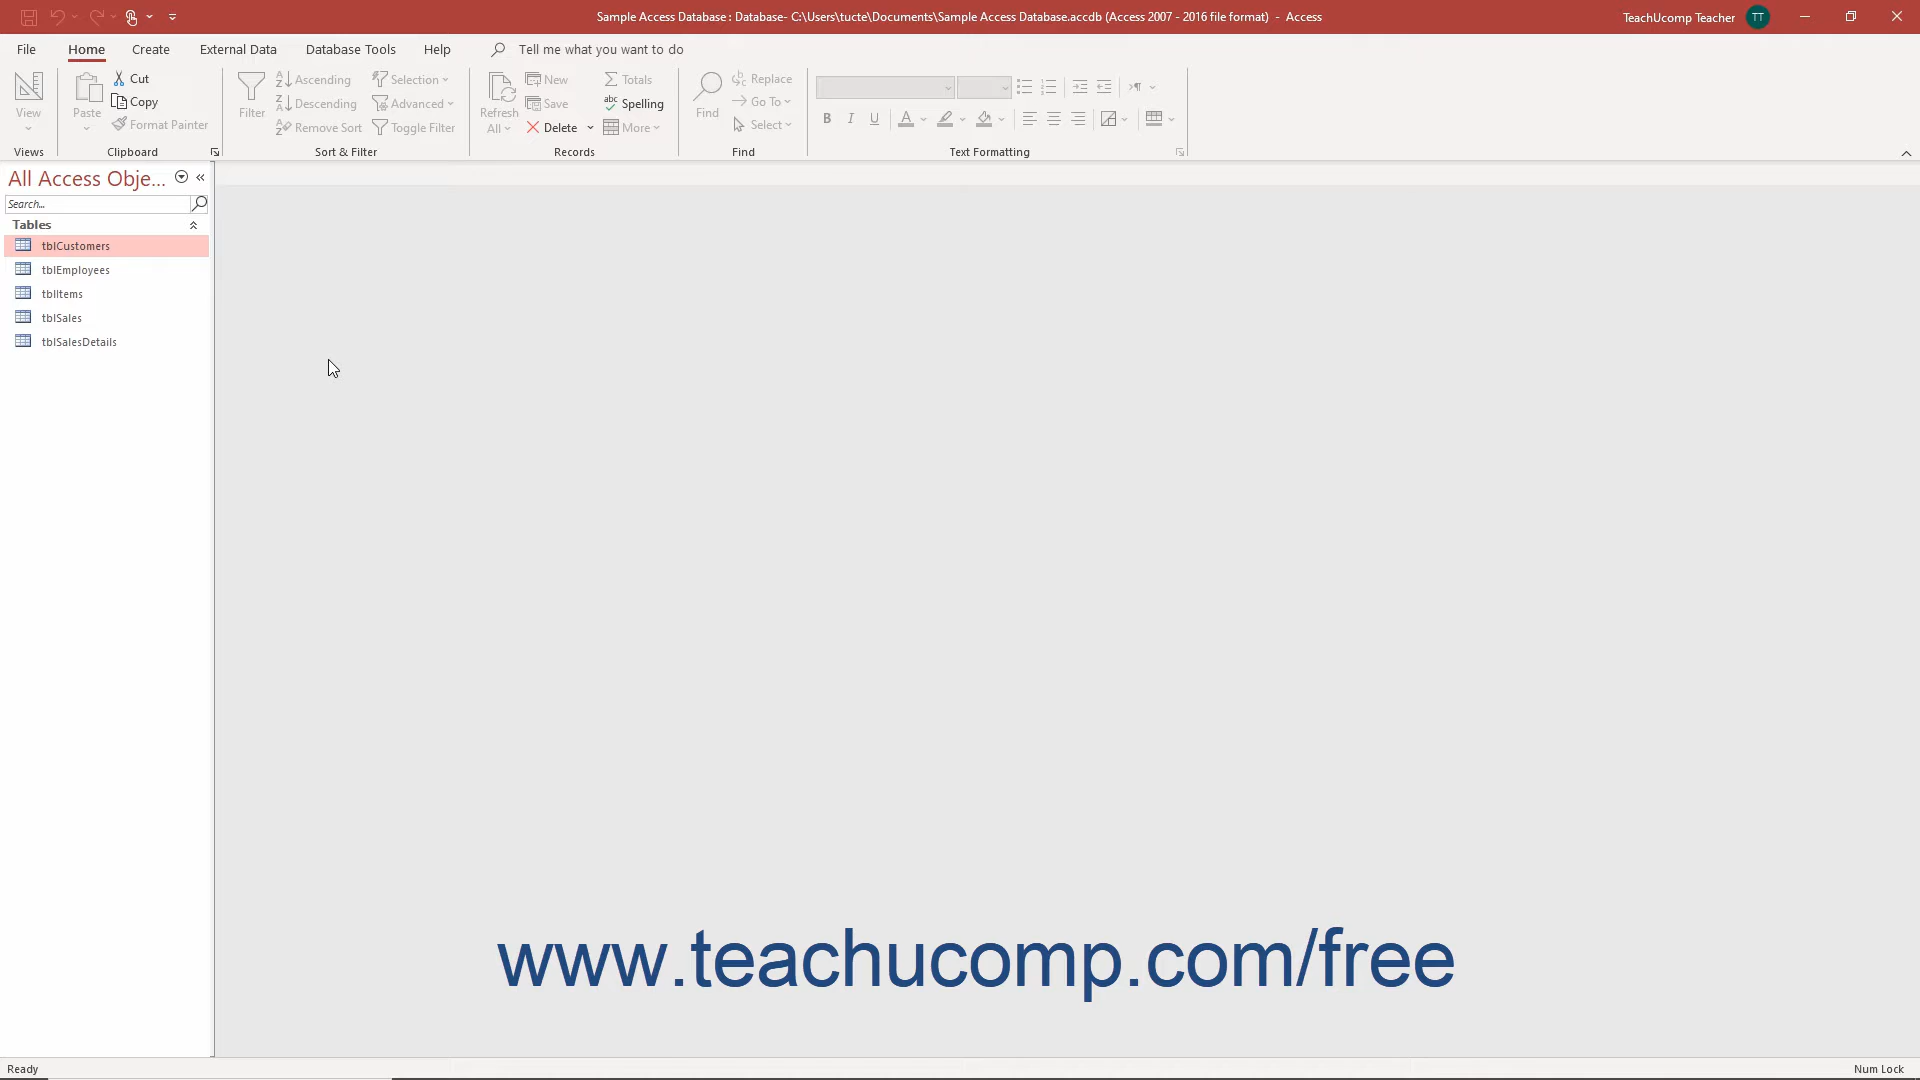 Sample Access Database : Database- C:\Users\tucte\Documents\Sample Access Database.accdb (Access 2007 - 2016 file format) - Access
TeachUcomp Teacher TT
File Home Create External Data Database Tools Help Tell me what you want to do
View
Views
Paste
Cut
Copy
Format Painter
Clipboard
Filter
Ascending
Descending
Remove Sort
Selection
Advanced
Toggle Filter
Sort & Filter
Refresh
All
New
Save
Delete
Totals
Spelling
More
Records
Find
Replace
Go To
Select
Find
B I U
Text Formatting
All Access Obje...
Search...
Tables
tblCustomers
tblEmployees
tblItems
tblSales
tblSalesDetails
www.teachucomp.com/free
Ready
Num Lock